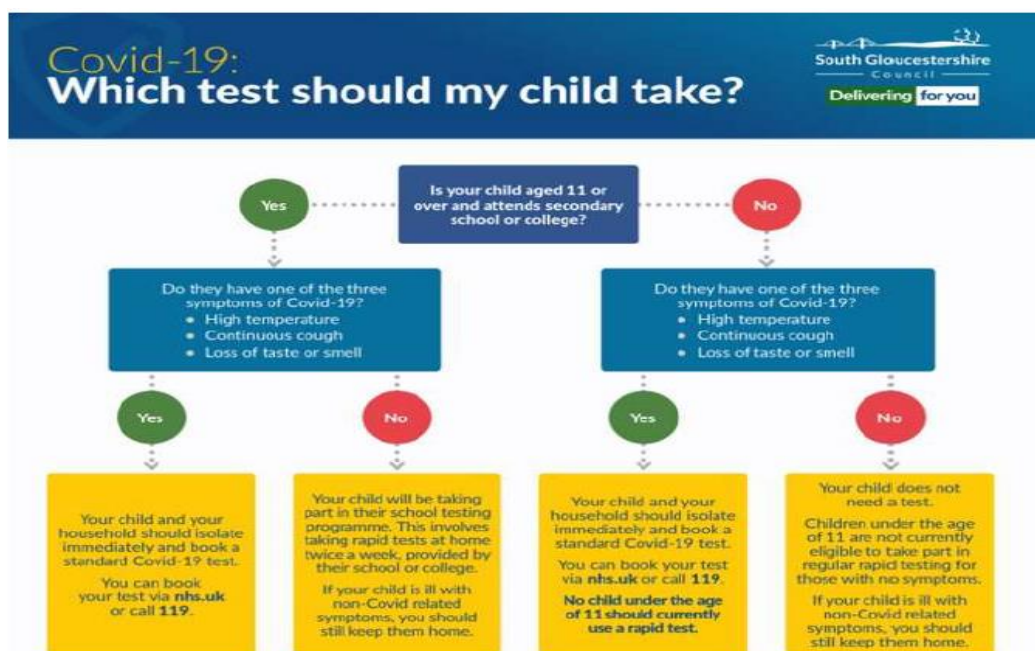 Covid-19:
Which test should my child take?
South Gloucestershire
Council
Delivering for you
Is your child aged 11 or
over and attends secondary
school or college?
Yes
No
Do they have one of the three
symptoms of Covid-19?
• High temperature
• Continuous cough
• Loss of taste or smell
Do they have one of the three
symptoms of Covid-19?
• High temperature
• Continuous cough
• Loss of taste or smell
Yes
No
Yes
No
Your child and your
household should isolate
immediately and book a
standard Covid-19 test.
You can book
your test via nhs.uk
or call 119.
Your child will be taking
part in their school testing
programme. This involves
taking rapid tests at home
twice a week, provided by
their school or college.
If your child is ill with
non-Covid related
symptoms, you should
still keep them home.
Your child and your
household should isolate
immediately and book a
standard Covid-19 test.
You can book your test
via nhs.uk or call 119.
No child under the age
of 11 should currently
use a rapid test.
Your child does not
need a test.
Children under the age
of 11 are not currently
eligible to take part in
regular rapid testing for
those with no symptoms.
If your child is ill with
non-Covid related
symptoms, you should
still keep them home.